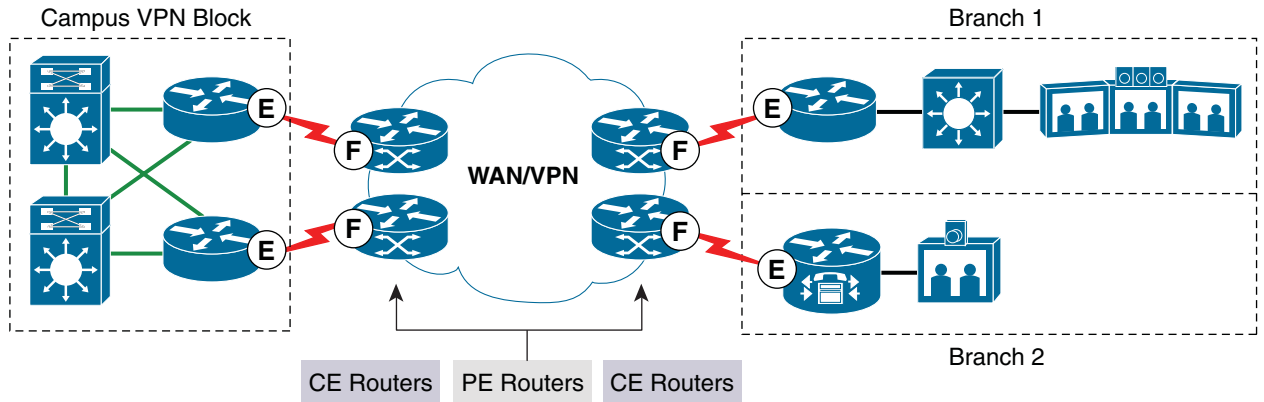 Campus VPN Block
Branch 1
E
F
F
E
WAN/VPN
E
F
F
E
Branch 2
CE Routers
PE Routers
CE Routers